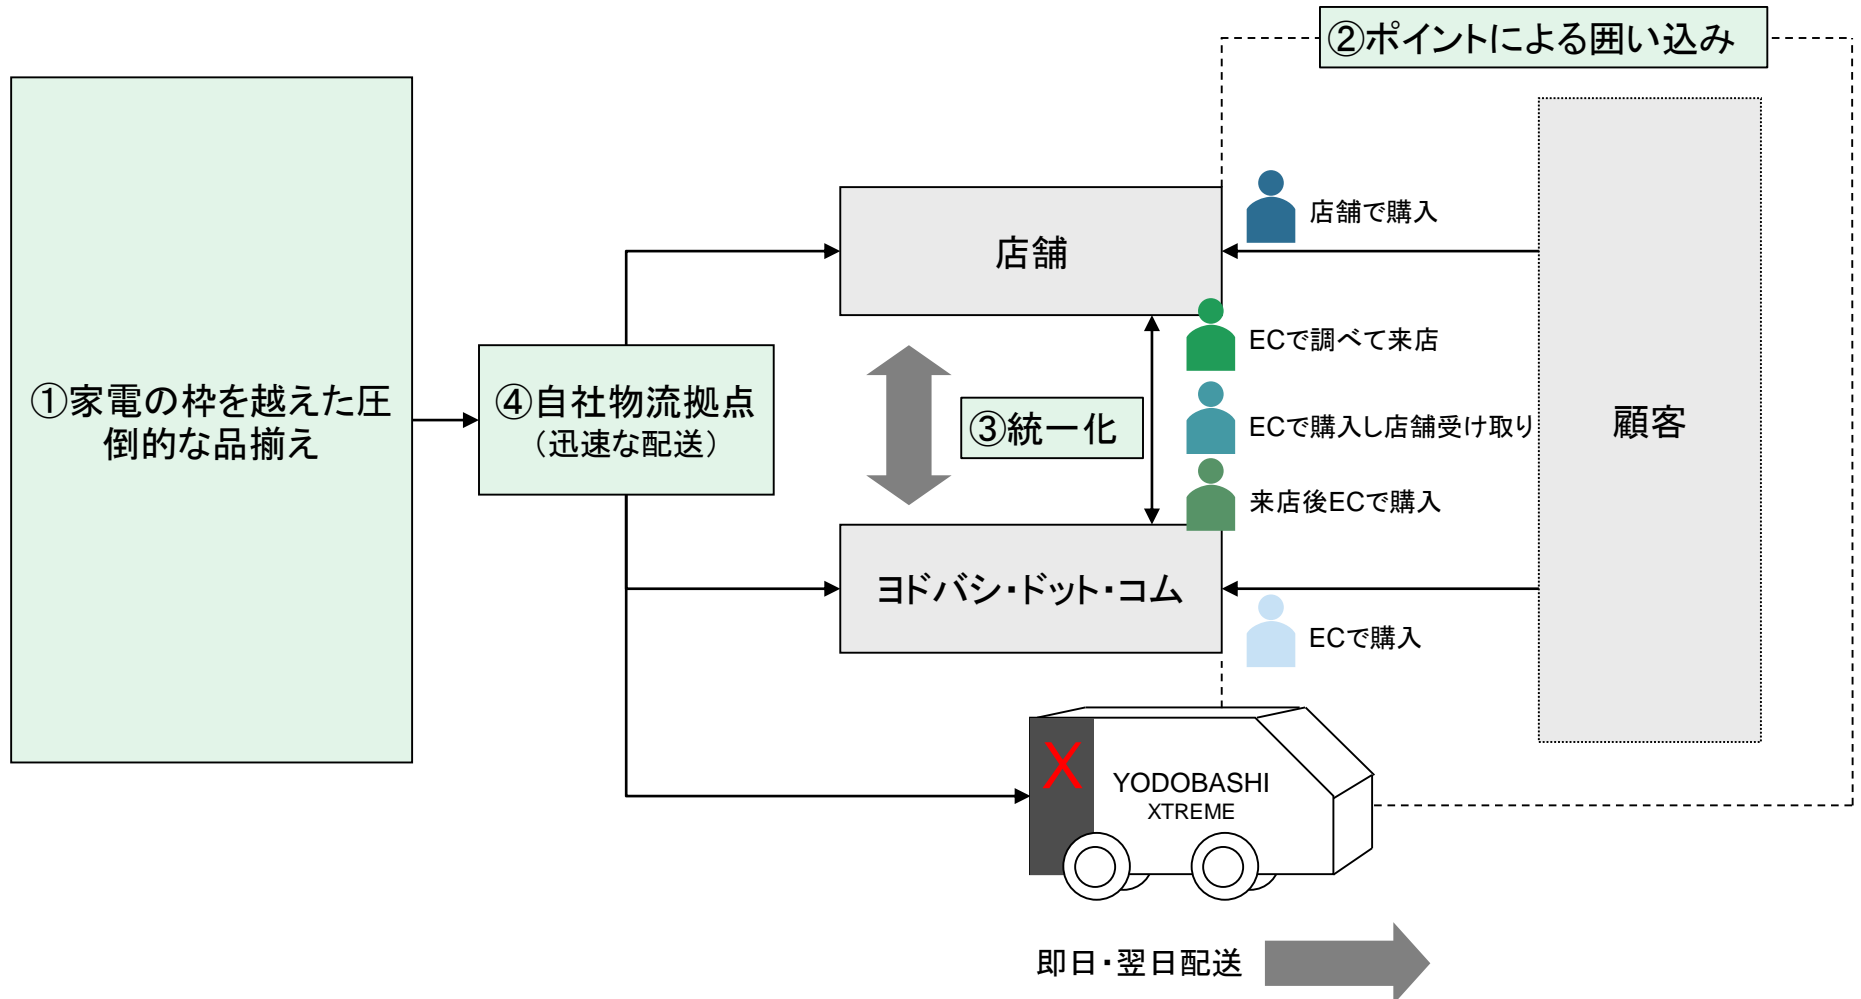 ②ポイントによる囲い込み
①家電の枠を越えた圧
倒的な品揃え
④自社物流拠点
（迅速な配送）
店舗
店舗で購入
ECで調べて来店
③統一化
ECで購入し店舗受け取り
来店後ECで購入
顧客
ヨドバシ・ドット・コム
ECで購入
X
YODOBASHI
XTREME
即日・翌日配送